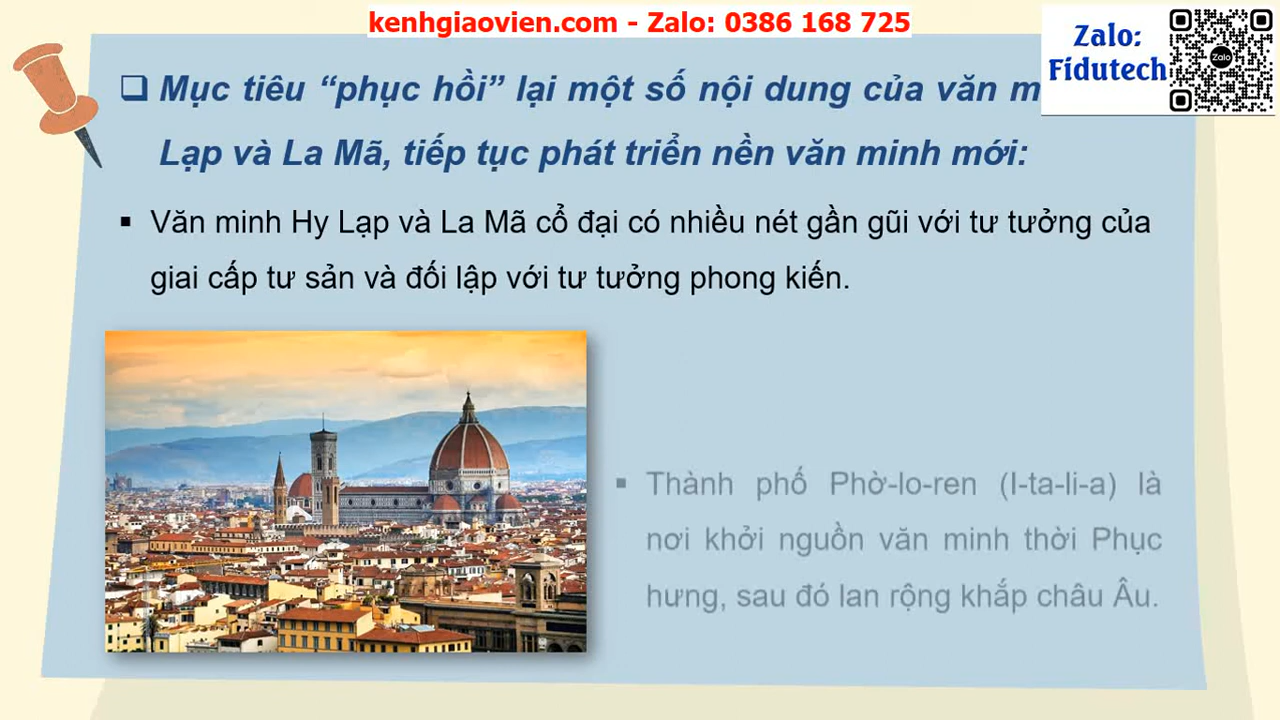 kenhgiaovien.com - Zalo: 0386 168 725
Zalo:
Fidutech
Zalo
Mục tiêu “phục hồi” lại một số nội dung của văn m
Lạp và La Mã, tiếp tục phát triển nền văn minh mới:
Văn minh Hy Lạp và La Mã cổ đại có nhiều nét gần gũi với tư tưởng của
giai cấp tư sản và đối lập với tư tưởng phong kiến.
Thành phố Phờ-lo-ren (I-ta-li-a) là
nơi khởi nguồn văn minh thời Phục
hưng, sau đó lan rộng khắp châu Âu.